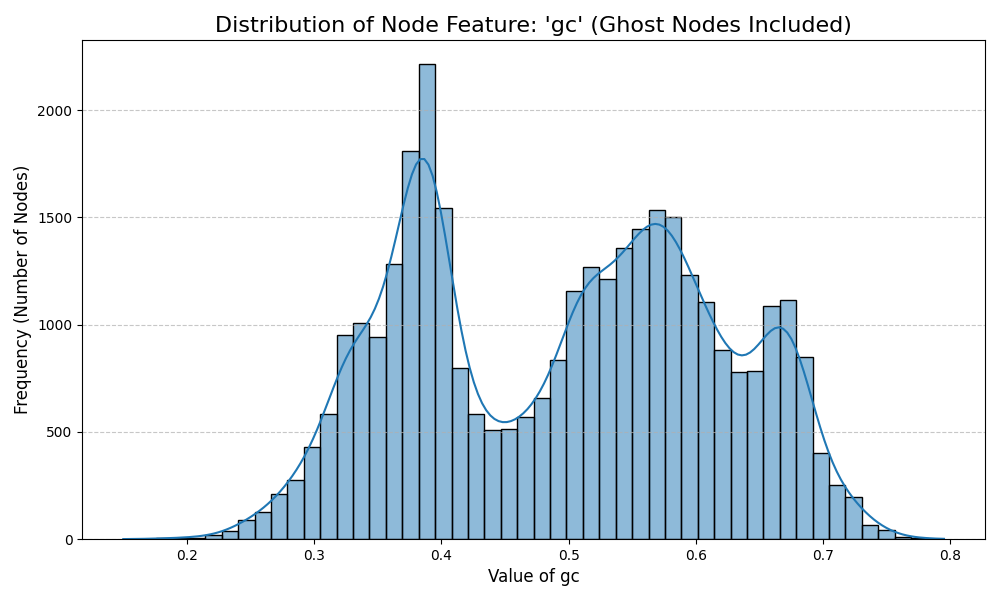 Distribution of Node Feature: 'gc' (Ghost Nodes Included)
Frequency (Number of Nodes)
2000
1500
1000
500
0
0.2 0.3 0.4 0.5 0.6 0.7 0.8
Value of gc